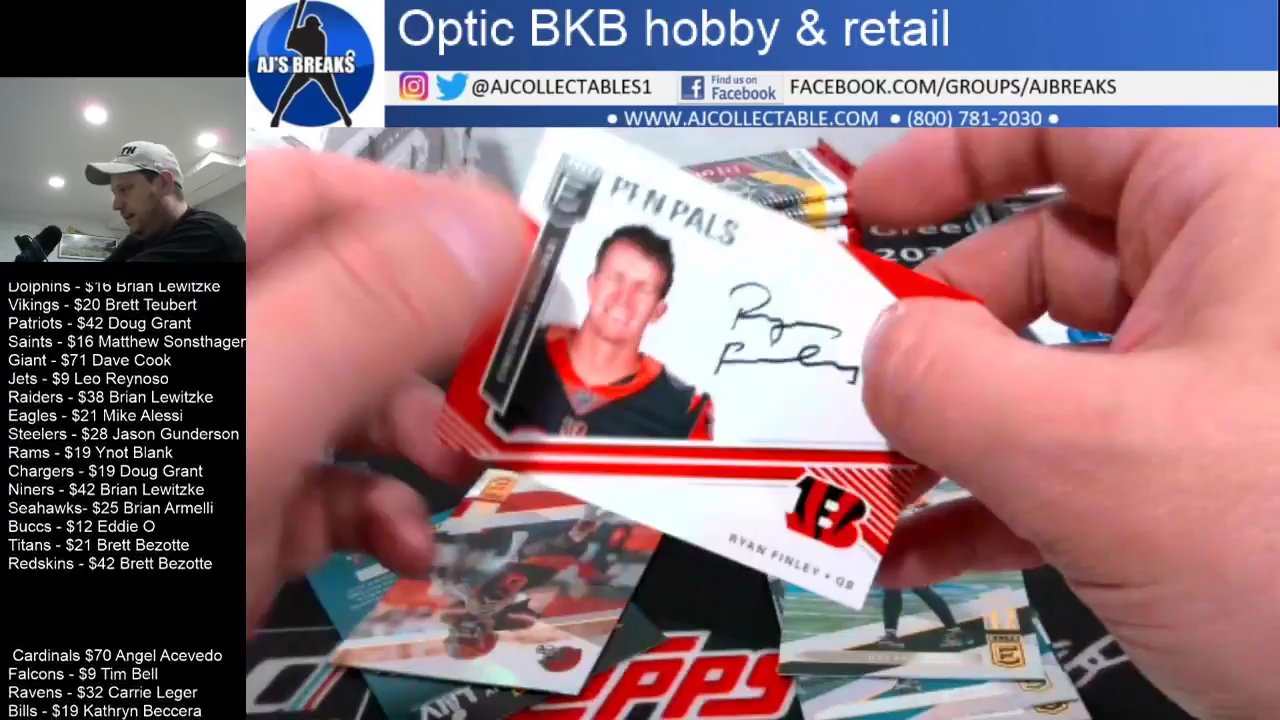 Optic BKB hobby & retail
AJ'S BREAKS
@AJCOLLECTABLES1
Find us on
Facebook
FACEBOOK.COM/GROUPS/AJBREAKS
• WWW.AJCOLLECTABLE.COM • (800) 781-2030 •
Dolphins - $16 Brian Lewitzke
Vikings - $20 Brett Teubert
Patriots - $42 Doug Grant
Saints - $16 Matthew Sonsthager
Giant - $71 Dave Cook
Jets - $9 Leo Reynoso
Raiders - $38 Brian Lewitzke
Eagles - $21 Mike Alessi
Steelers - $28 Jason Gunderson
Rams - $19 Ynot Blank
Chargers - $19 Doug Grant
Niners - $42 Brian Lewitzke
Seahawks- $25 Brian Armelli
Buccs - $12 Eddie O
Titans - $21 Brett Bezotte
Redskins - $42 Brett Bezotte
Cardinals $70 Angel Acevedo
Falcons - $9 Tim Bell
Ravens - $32 Carrie Leger
Bills - $19 Kathryn Beccera
PEN PALS
Ryan
Finley
B
RYAN FINLEY • QB
E